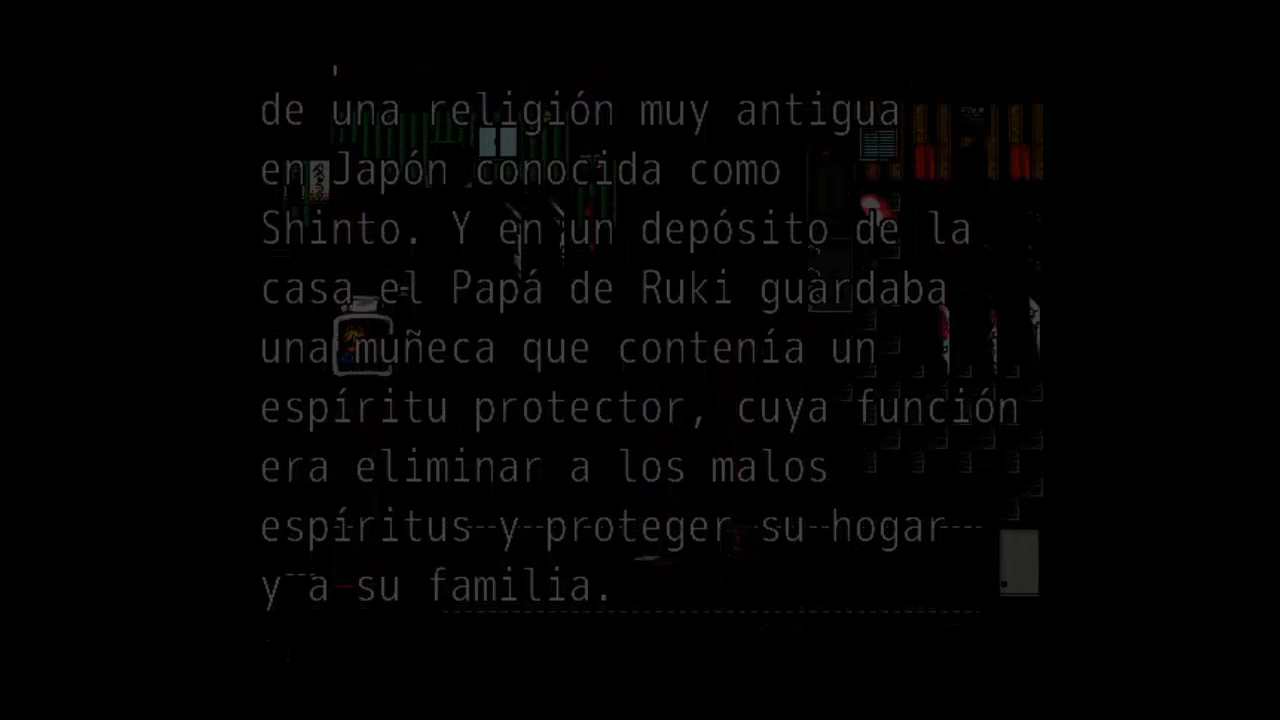 de una religión muy antigua
en Japón conocida como
Shinto. Y en un depósito de la
casa el Papá de Ruki guardaba
una muñeca que contenía un
espíritu protector, cuya función
era eliminar a los malos
espíritus y proteger su hogar
y a su familia.